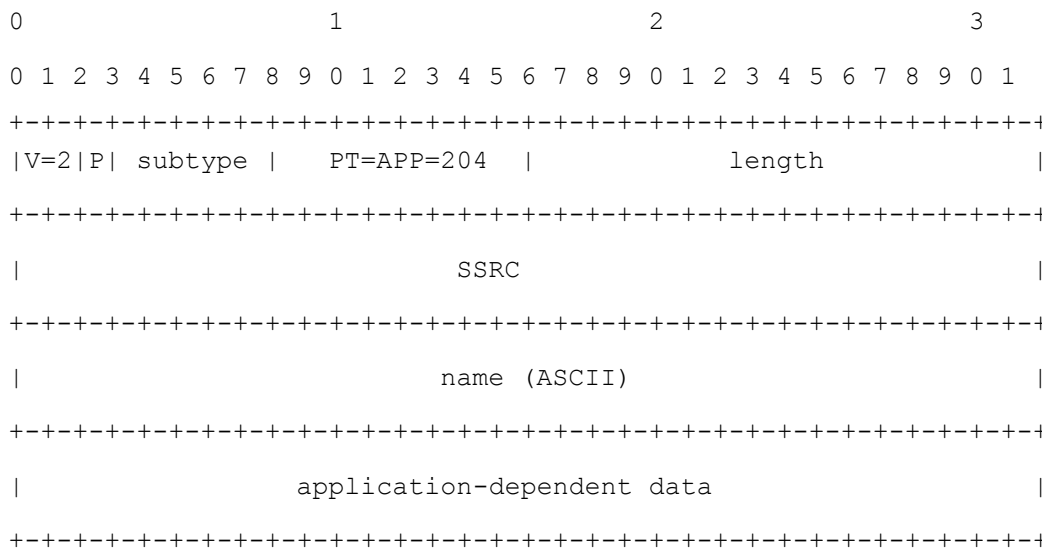 0                   1                   2                   3
0 1 2 3 4 5 6 7 8 9 0 1 2 3 4 5 6 7 8 9 0 1 2 3 4 5 6 7 8 9 0 1
+-+-+-+-+-+-+-+-+-+-+-+-+-+-+-+-+-+-+-+-+-+-+-+-+-+-+-+-+-+-+-+-+
|V=2|P| subtype |   PT=APP=204  |            length             |
+-+-+-+-+-+-+-+-+-+-+-+-+-+-+-+-+-+-+-+-+-+-+-+-+-+-+-+-+-+-+-+-+
|                           SSRC                                |
+-+-+-+-+-+-+-+-+-+-+-+-+-+-+-+-+-+-+-+-+-+-+-+-+-+-+-+-+-+-+-+-+
|                          name (ASCII)                         |
+-+-+-+-+-+-+-+-+-+-+-+-+-+-+-+-+-+-+-+-+-+-+-+-+-+-+-+-+-+-+-+-+
|                 application-dependent data                    |
+-+-+-+-+-+-+-+-+-+-+-+-+-+-+-+-+-+-+-+-+-+-+-+-+-+-+-+-+-+-+-+-+